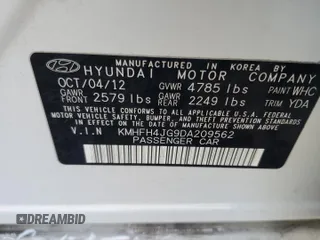 MANUFACTURED IN KOREA BY
HYUNDAI MOTOR COMPANY
OCT/04/12 GVWR 4785 lbs PAINT WHC
GAWR FRONT 2579 lbs GAWR REAR 2249 lbs TRIM YDA
THIS VEHICLE CONFORMS TO ALL APPLICABLE FEDERAL MOTOR VEHICLE SAFETY, BUMPER, AND THEFT PREVENTION STANDARDS IN EFFECT ON THE DATE OF MANUFACTURE SHOWN ABOVE.
V.I.N KMHFH4JG9DA209562
PASSENGER CAR
DREAMBID